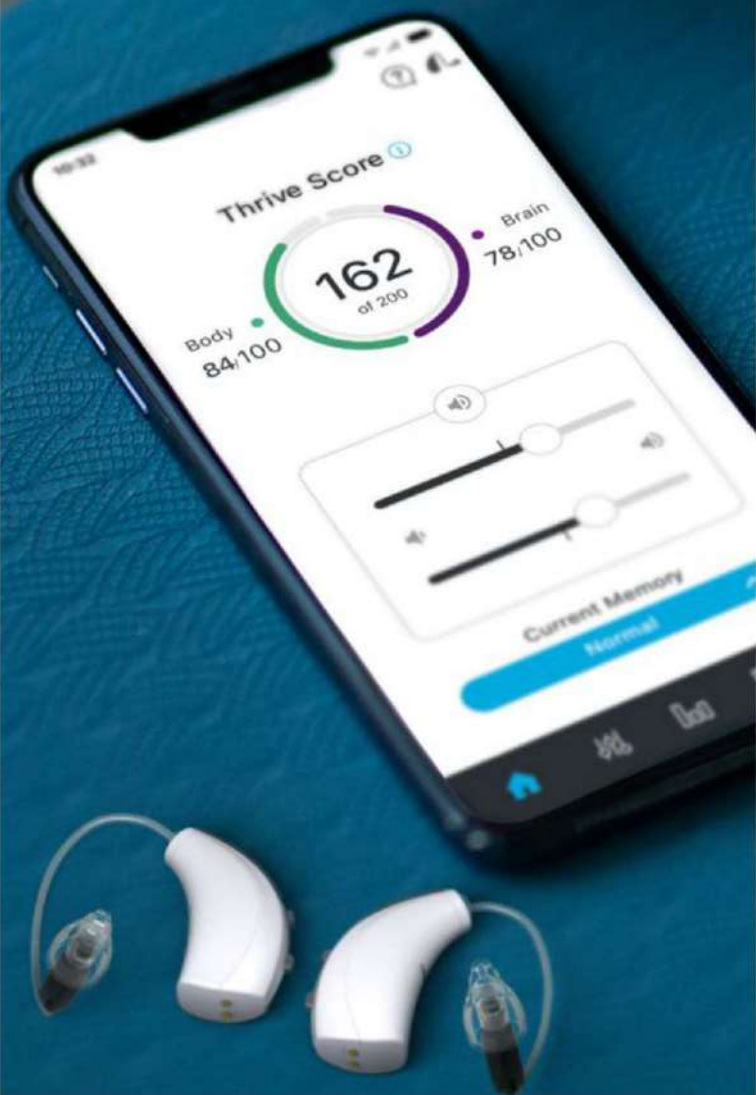 10:32
Thrive Score
162
of 200
Brain
78/100
Body
84/100
Current Memory
Normal